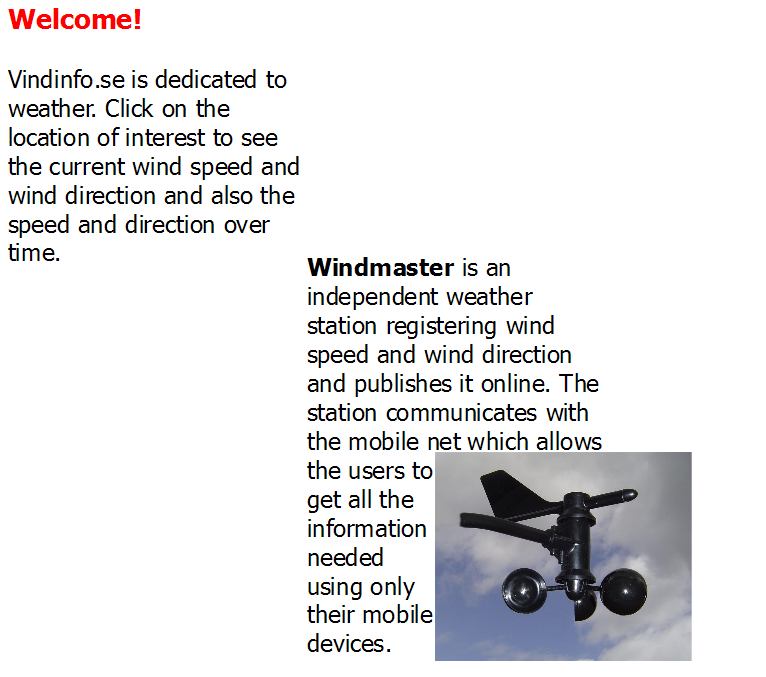 Welcome!
Vindinfo.se is dedicated to
weather. Click on the
location of interest to see
the current wind speed and
wind direction and also the
speed and direction over
time.
Windmaster is an
independent weather
station registering wind
speed and wind direction
and publishes it online. The
station communicates with
the mobile net which allows
the users to
get all the
information
needed
using only
their mobile
devices.